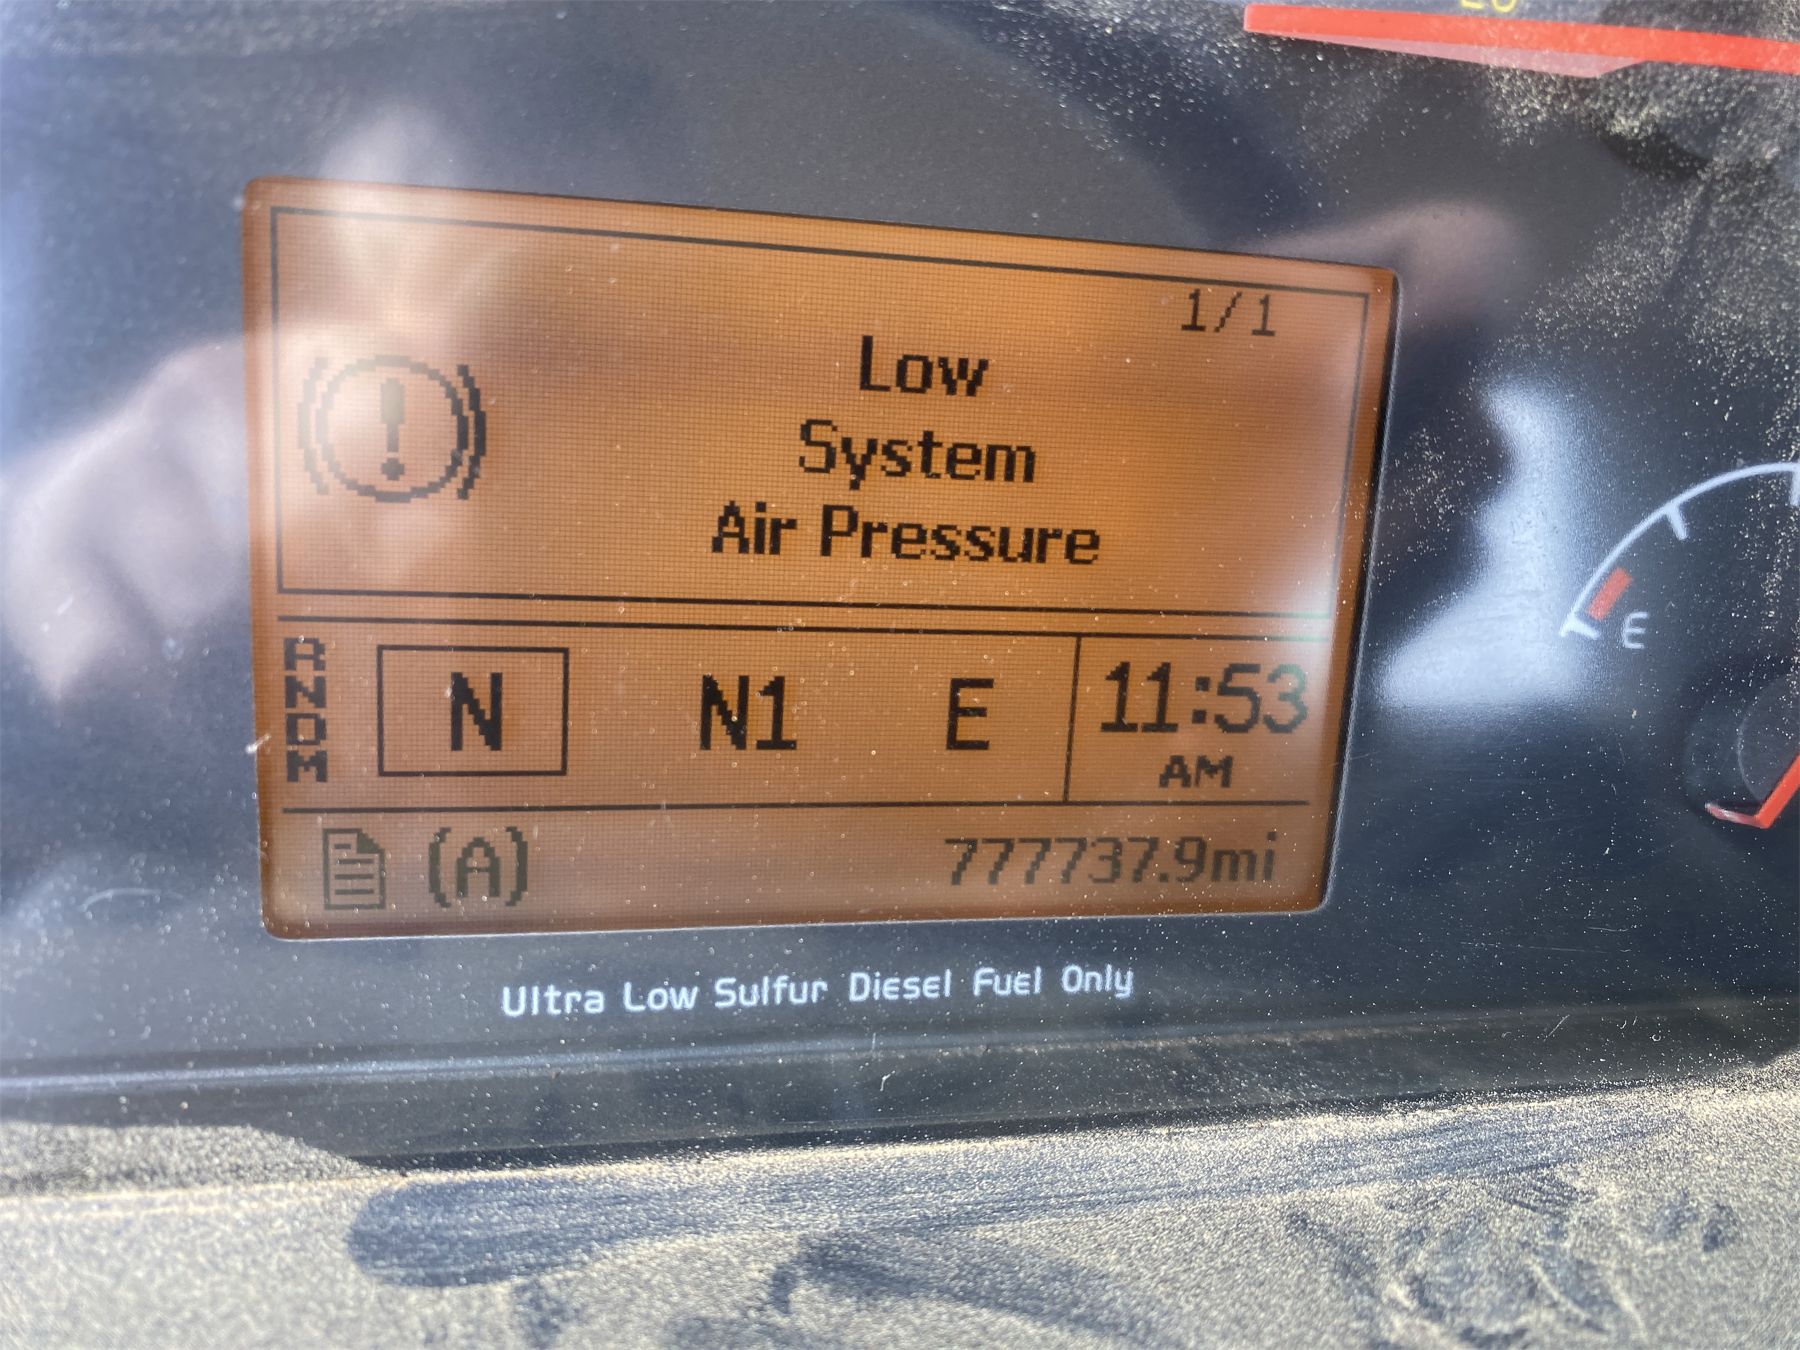 1/1
Low
System
Air Pressure
R
N
D
M
N N1 E 11:53
AM
(A) 777737.9mi
E
Ultra Low Sulfur Diesel Fuel Only